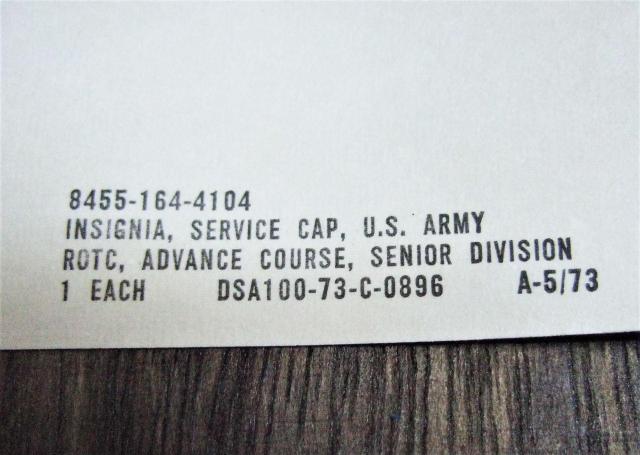 8455-164-4104
INSIGNIA, SERVICE CAP, U.S. ARMY
ROTC, ADVANCE COURSE, SENIOR DIVISION
1 EACH DSA100-73-C-0896 A-5/73